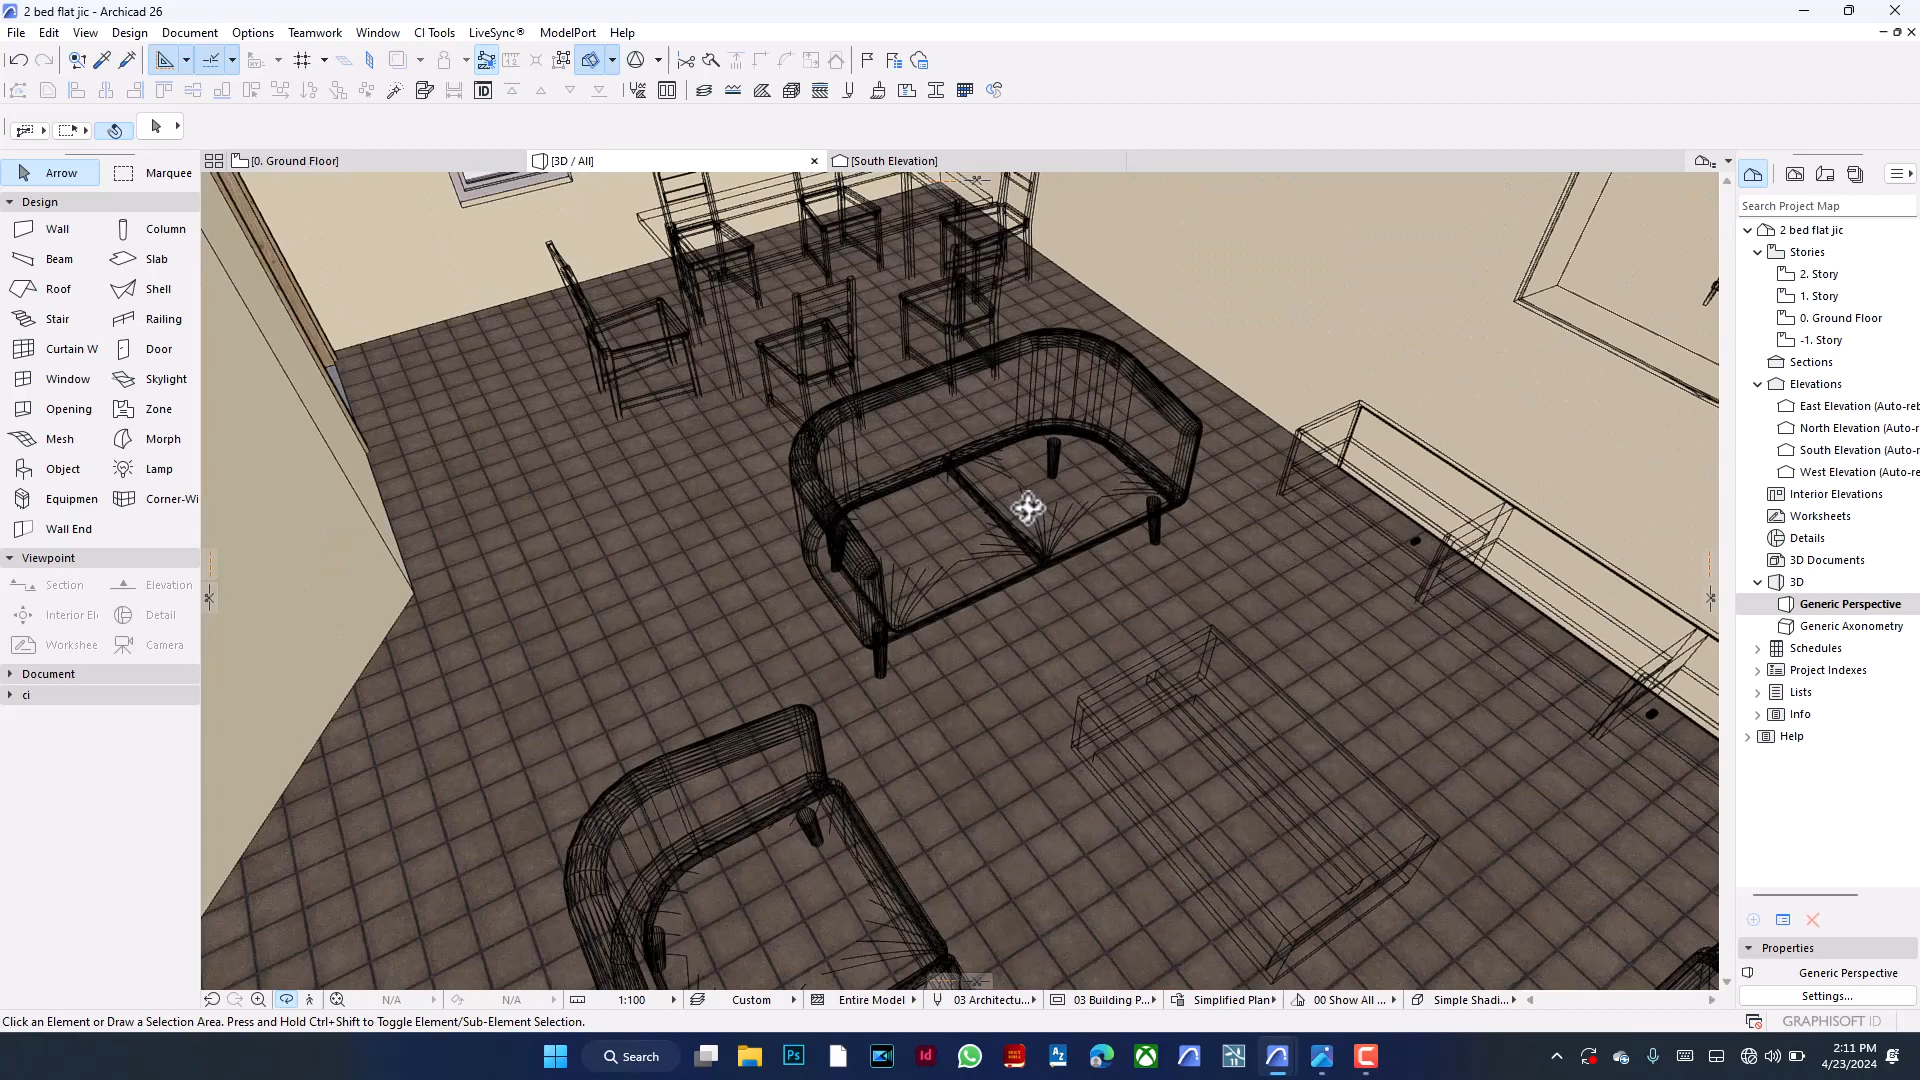 2 bed flat jic - Archicad 26
File Edit View Design Document Options Teamwork Window CI Tools LiveSync® ModelPort Help
[0. Ground Floor]
[3D / All]
[South Elevation]
Arrow Marquee
Design
Wall Column
Beam Slab
Roof Shell
Stair Railing
Curtain W Door
Window Skylight
Opening Zone
Mesh Morph
Object Lamp
Equipmen Corner-Wi
Wall End
Viewpoint
Section Elevation
Interior El Detail
Workshee Camera
Document
ci
Search Project Map
2 bed flat jic
Stories
2. Story
1. Story
0. Ground Floor
-1. Story
Sections
Elevations
East Elevation (Auto-reb
North Elevation (Auto-r
South Elevation (Auto-r
West Elevation (Auto-re
Interior Elevations
Worksheets
Details
3D Documents
3D
Generic Perspective
Generic Axonometry
Schedules
Project Indexes
Lists
Info
Help
Properties
Generic Perspective
Settings...
N/A N/A 1:100 Custom Entire Model 03 Architectu... 03 Building P... Simplified Plan 00 Show All ... Simple Shadi...
Click an Element or Draw a Selection Area. Press and Hold Ctrl+Shift to Toggle Element/Sub-Element Selection.
GRAPHISOFT ID
Search
2:11 PM
4/23/2024